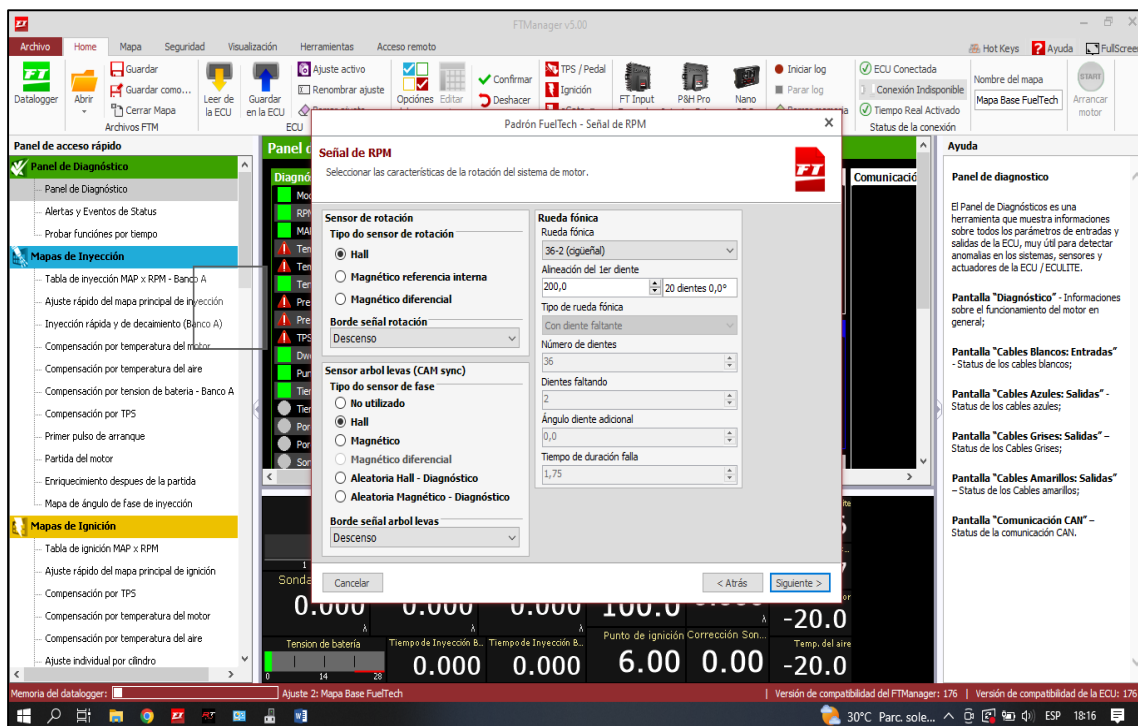 FTManager v5.00
Archivo Home Mapa Seguridad Visualización Herramientas Acceso remoto
Hot Keys ? Ayuda FullScree
Datalogger
Abrir
Guardar
Guardar como...
Cerrar Mapa
Archivos FTM
Leer de la ECU
Guardar en la ECU
ECU
Ajuste activo
Renombrar ajuste
Opciónes
Editar
Confirmar
Deshacer
TPS / Pedal
Ignición
FT Input
P&H Pro
Nano
Iniciar log
Parar log
ECU Conectada
Conexión Indisponible
Tiempo Real Activado
Status de la conexión
Nombre del mapa
Mapa Base FuelTech
START
Arrancar motor
Panel de acceso rápido
Panel de Diagnóstico
Panel de Diagnóstico
Alertas y Eventos de Status
Probar funciónes por tiempo
Mapas de Inyección
Tabla de inyección MAP x RPM - Banco A
Ajuste rápido del mapa principal de inyección
Inyección rápida y de decaimiento (Banco A)
Compensación por temperatura del motor
Compensación por temperatura del aire
Compensación por tension de bateria - Banco A
Compensación por TPS
Primer pulso de arranque
Partida del motor
Enriquecimiento despues de la partida
Mapa de ángulo de fase de inyección
Mapas de Ignición
Tabla de ignición MAP x RPM
Ajuste rápido del mapa principal de ignición
Compensación por TPS
Compensación por temperatura del motor
Compensación por temperatura del aire
Ajuste individual por cilindro
Padrón FuelTech - Señal de RPM
Señal de RPM
Seleccionar las características de la rotación del sistema de motor.
FT
Sensor de rotación
Tipo do sensor de rotación
Hall
Magnético referencia interna
Magnético diferencial
Borde señal rotación
Descenso
Sensor arbol levas (CAM sync)
Tipo do sensor de fase
No utilizado
Hall
Magnético
Magnético diferencial
Aleatoria Hall - Diagnóstico
Aleatoria Magnético - Diagnóstico
Borde señal arbol levas
Descenso
Rueda fónica
Rueda fónica
36-2 (cigüeñal)
Alineación del 1er diente
200,0 20 dientes 0,0°
Tipo de rueda fónica
Con diente faltante
Número de dientes
36
Dientes faltando
2
Ángulo diente adicional
0,0
Tiempo de duración falla
1,75
Cancelar < Atrás Siguiente >
Comunicació
0.000 0.000 0.000 100.0 -20.0
Tension de batería
0 14 28
Tiempo de Inyección B...
0.000
Tiempo de Inyección B...
0.000
Punto de ignición
6.00
Corrección Son...
0.00
Temp. del aire
-20.0
Ayuda
Panel de diagnostico
El Panel de Diagnósticos es una
herramienta que muestra informaciones
sobre todos los parámetros de entradas y
salidas de la ECU, muy útil para detectar
anomalias en los sistemas, sensores y
actuadores de la ECU / ECULITE.
Pantalla "Diagnóstico" - Informaciones
sobre el funcionamiento del motor en
general;
Pantalla "Cables Blancos: Entradas"
- Status de los cables blancos;
Pantalla "Cables Azules: Salidas" -
Status de los cables azules;
Pantalla "Cables Grises: Salidas" –
Status de los Cables Grises;
Pantalla "Cables Amarillos: Salidas"
– Status de los Cables amarillos;
Pantalla "Comunicación CAN" –
Status de la comunicación CAN.
Memoria del datalogger: Ajuste 2: Mapa Base FuelTech | Versión de compatibilidad del FTManager: 176 | Versión de compatibilidad de la ECU: 176
30°C Parc. sole... ESP 18:16